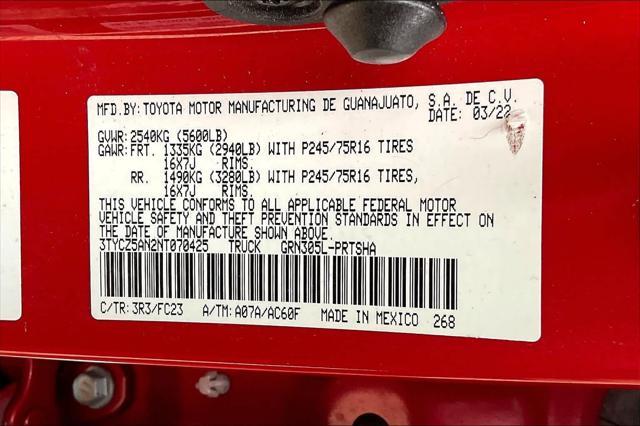 MFD.BY: TOYOTA MOTOR MANUFACTURING DE GUANAJUATO, S.A. DE C.V.
DATE: 03/22
GVWR: 2540KG (5600LB)
GAWR: FRT. 1335KG (2940LB) WITH P245/75R16 TIRES
16X7J RIMS.
RR. 1490KG (3280LB) WITH P245/75R16 TIRES,
16X7J RIMS.
THIS VEHICLE CONFORMS TO ALL APPLICABLE FEDERAL MOTOR
VEHICLE SAFETY AND THEFT PREVENTION STANDARDS IN EFFECT ON
THE DATE OF MANUFACTURE SHOWN ABOVE.
3TYCZ5AN2NT070425 TRUCK GRN305L-PRTSHA
C/TR: 3R3/FC23 A/TM: A07A/AC60F MADE IN MEXICO 268